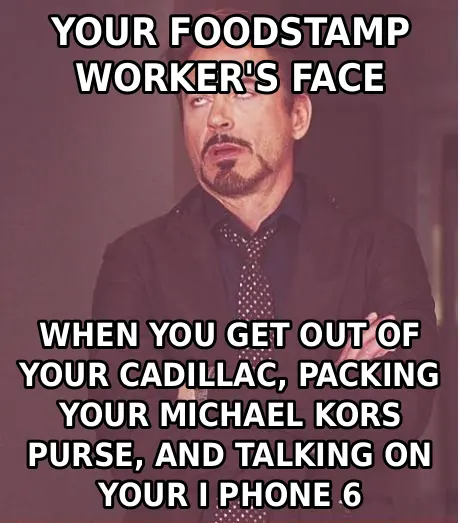 YOUR FOODSTAMP
WORKER'S FACE
WHEN YOU GET OUT OF
YOUR CADILLAC, PACKING
YOUR MICHAEL KORS
PURSE, AND TALKING ON
YOUR I PHONE 6